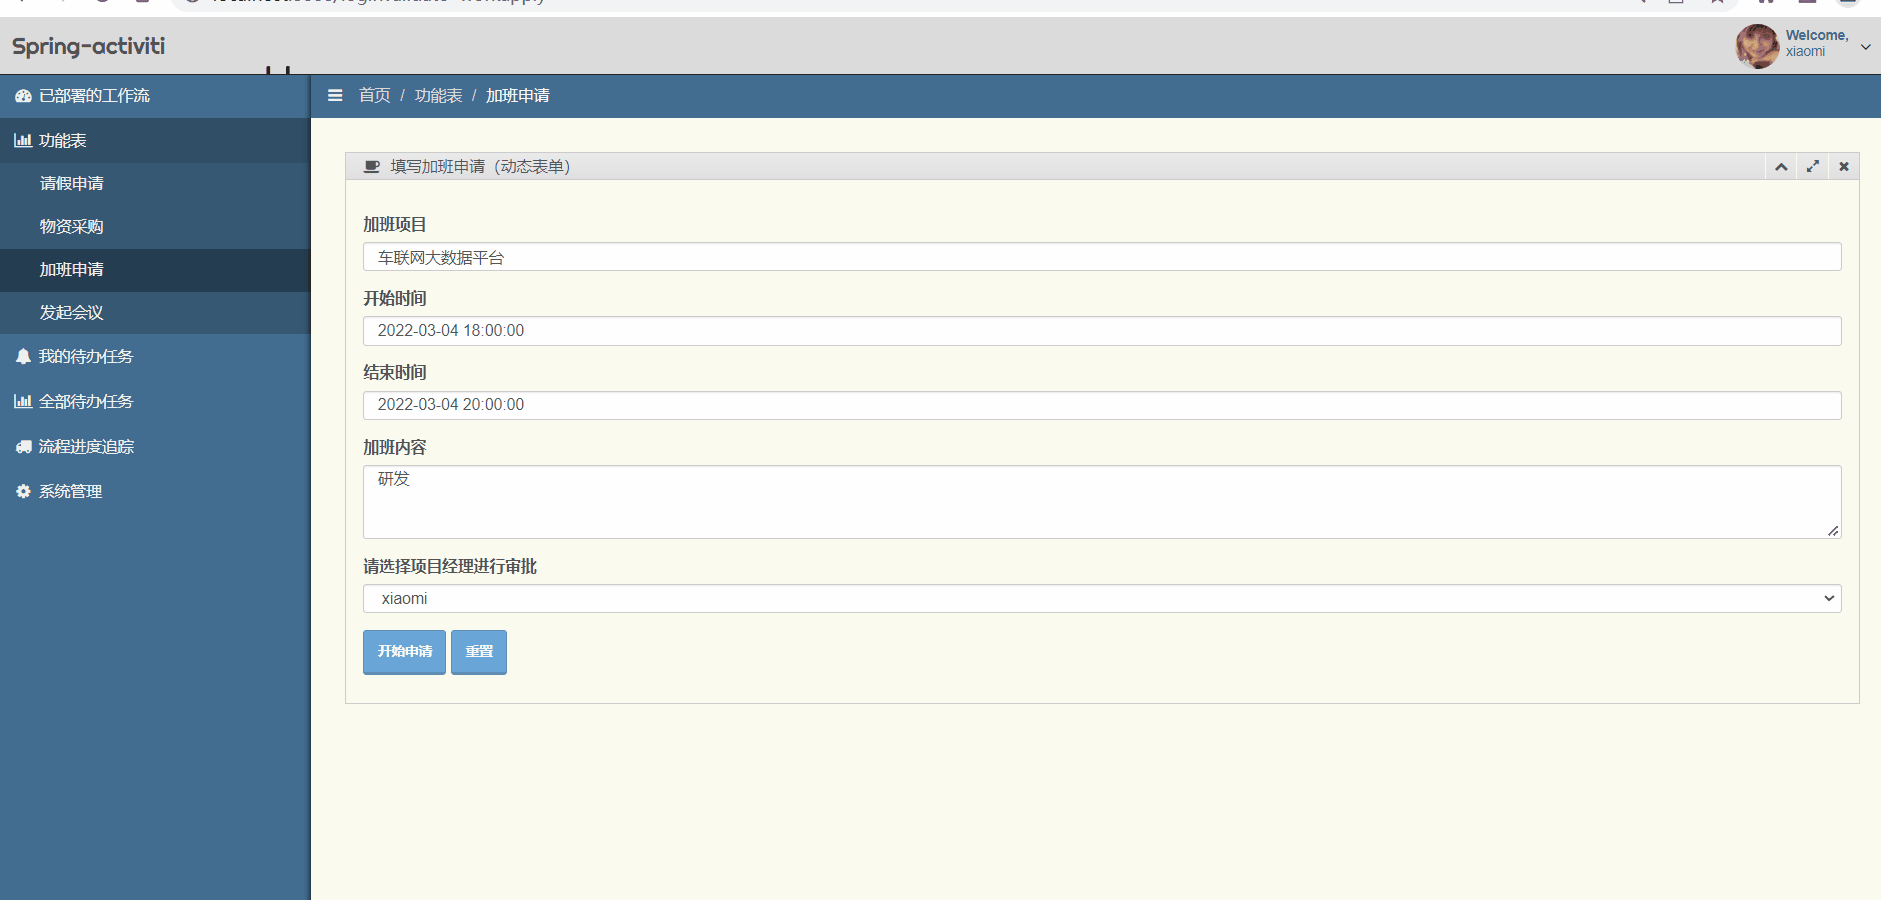 Spring-activiti
Welcome,
xiaomi
已部署的工作流
功能表
请假申请
物资采购
加班申请
发起会议
我的待办任务
全部待办任务
流程进度追踪
系统管理
首页 / 功能表 / 加班申请
填写加班申请（动态表单）
加班项目
车联网大数据平台
开始时间
2022-03-04 18:00:00
结束时间
2022-03-04 20:00:00
加班内容
研发
请选择项目经理进行审批
xiaomi
开始申请 重置